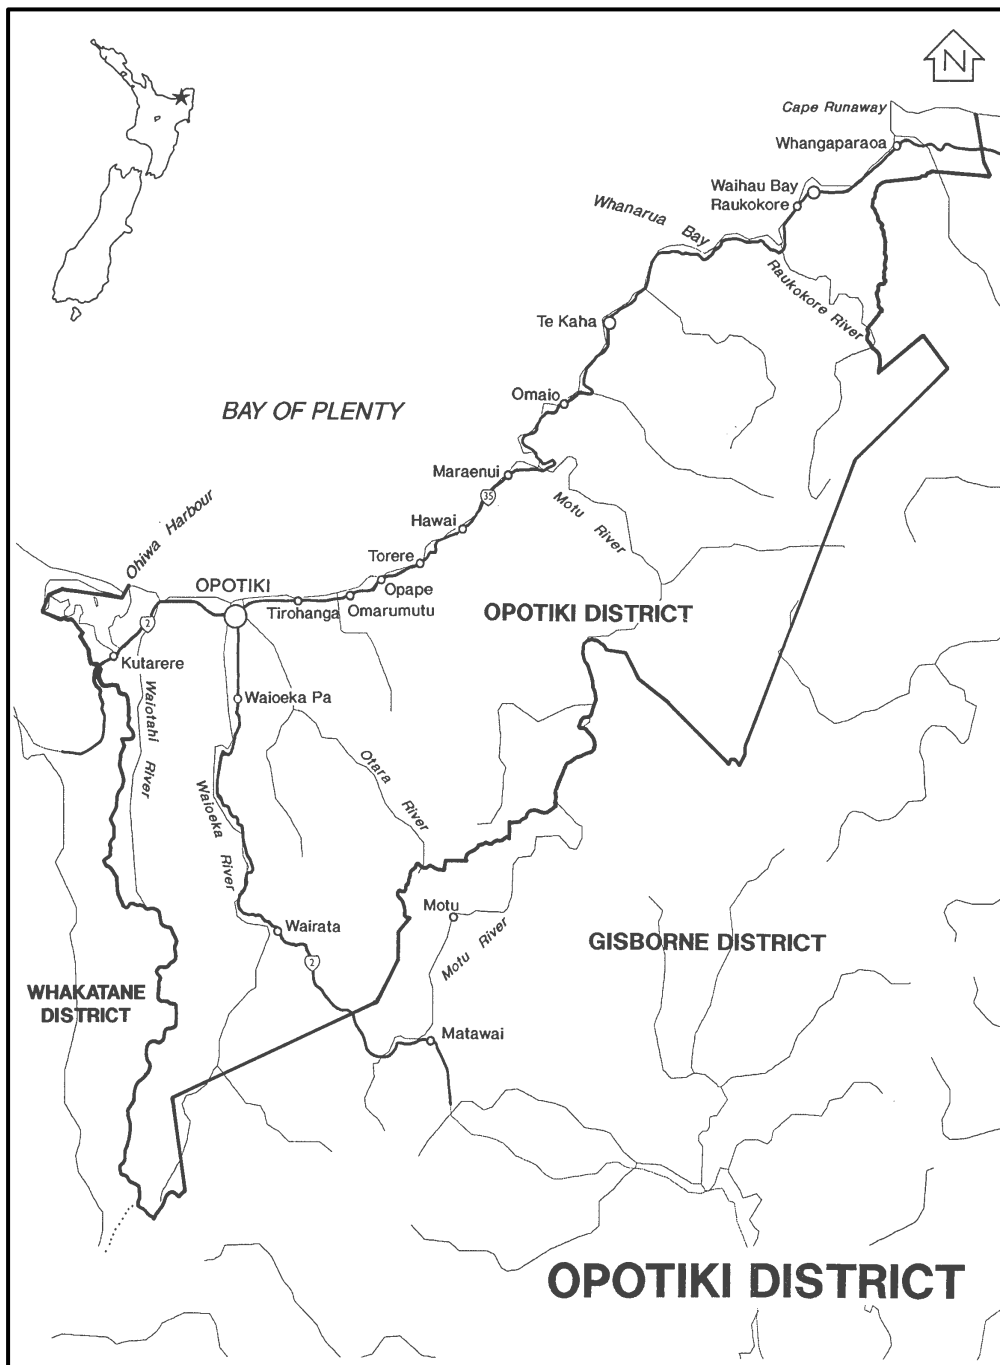 N
Cape Runaway
Whangaparaoa
Waihau Bay
Raukokore
Whanarua Bay
Raukokore River
Te Kaha
Omaio
BAY OF PLENTY
Maraenui
35
Motu River
Hawai
Ohiwa Harbour
Torere
Opape
OPOTIKI
Tirohanga
Omarumutu
OPOTIKI DISTRICT
2
Kutarere
Waiotahi River
Waioeka Pa
Otara River
Waioeka River
Motu
Wairata
Motu River
GISBORNE DISTRICT
2
WHAKATANE
DISTRICT
Matawai
OPOTIKI DISTRICT